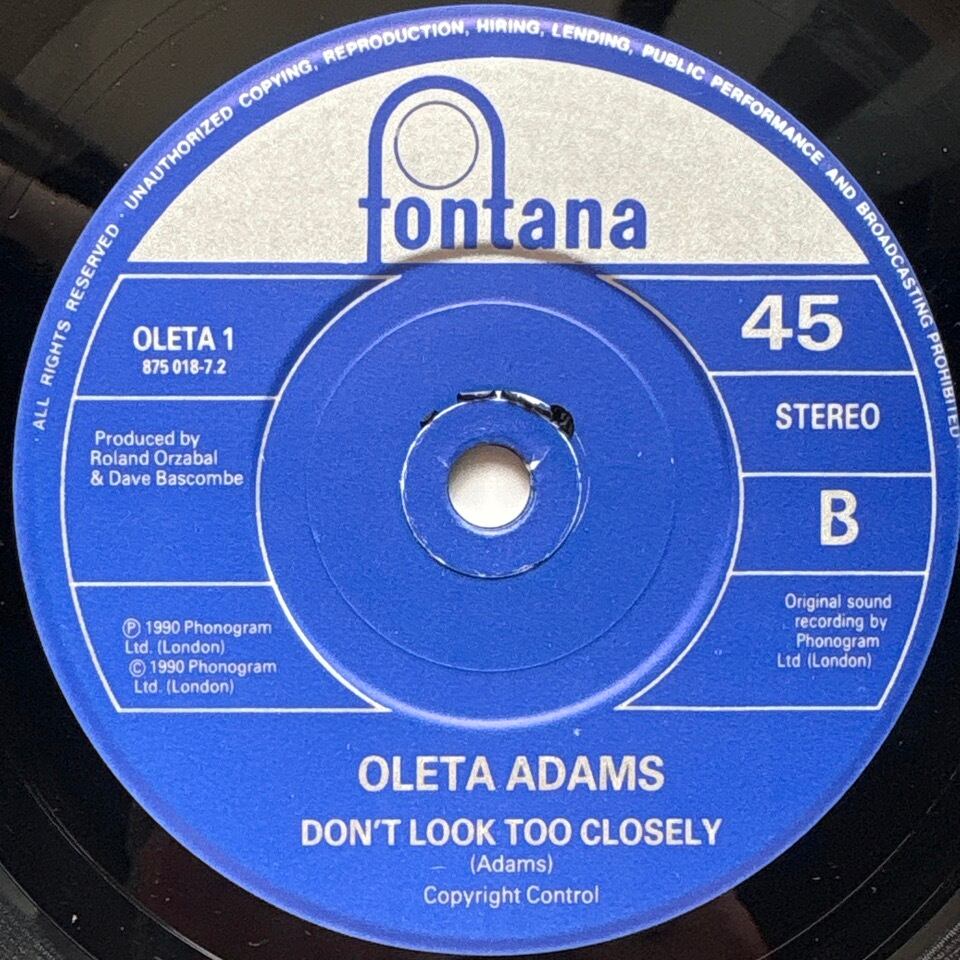 ALL RIGHTS RESERVED · UNAUTHORIZED COPYING, REPRODUCTION, HIRING, LENDING, PUBLIC PERFORMANCE AND BROADCASTING PROHIBITED ·
fontana
OLETA 1
875 018-7.2
45
STEREO
B
Produced by
Roland Orzabal
& Dave Bascombe
Ⓟ 1990 Phonogram
Ltd. (London)
© 1990 Phonogram
Ltd. (London)
Original sound
recording by
Phonogram
Ltd (London)
OLETA ADAMS
DON'T LOOK TOO CLOSELY
(Adams)
Copyright Control